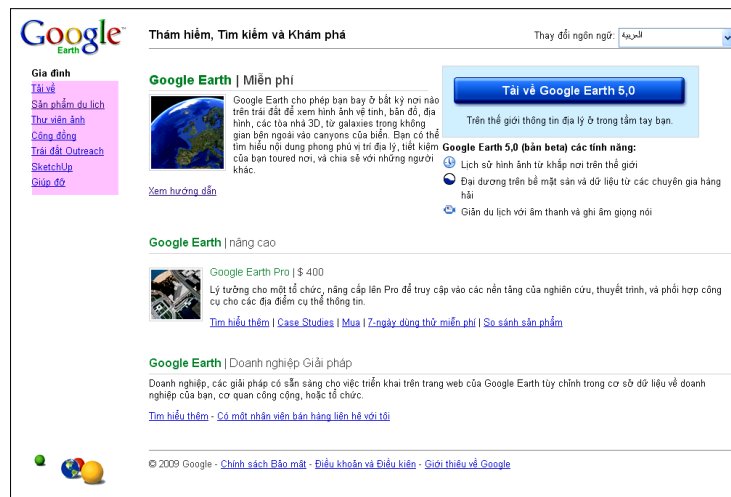 Google
Earth
Thám hiểm, Tìm kiếm và Khám phá
Thay đổi ngôn ngữ: العربية
Gia đình
Tải về
Sản phẩm du lịch
Thư viện ảnh
Công đồng
Trái đất Outreach
SketchUp
Giúp đỡ
Google Earth | Miễn phí
Google Earth cho phép bạn bay ở bất kỳ nơi nào
trên trái đất để xem hình ảnh vệ tinh, bản đồ, địa
hình, các tòa nhà 3D, từ galaxies trong không
gian bên ngoài vào canyons của biển. Bạn có thể
tìm hiểu nội dung phong phú vị trí địa lý, tiết kiệm
của bạn toured nơi, và chia sẻ với những người
khác.
Xem hướng dẫn
Tải về Google Earth 5,0
Trên thế giới thông tin địa lý ở trong tầm tay bạn.
Google Earth 5,0 (bản beta) các tính năng:
Lịch sử hình ảnh từ khắp nơi trên thế giới
Đại dương trên bề mặt sàn và dữ liệu từ các chuyên gia hàng
hải
Giản du lịch với âm thanh và ghi âm giọng nói
Google Earth | nâng cao
Google Earth Pro | $ 400
Lý tưởng cho một tổ chức, nâng cấp lên Pro để truy cập vào các nền tảng của nghiên cứu, thuyết trình, và phối hợp công
cụ cho các địa điểm cụ thể thông tin.
Tìm hiểu thêm | Case Studies | Mua | 7-ngày dùng thử miễn phí | So sánh sản phẩm
Google Earth | Doanh nghiệp Giải pháp
Doanh nghiệp, các giải pháp có sẵn sàng cho việc triển khai trên trang web của Google Earth tùy chỉnh trong cơ sở dữ liệu về doanh
nghiệp của bạn, cơ quan công cộng, hoặc tổ chức.
Tìm hiểu thêm - Có một nhân viên bán hàng liên hệ với tôi
© 2009 Google - Chính sách Bảo mật - Điều khoản và Điều kiện - Giới thiệu về Google